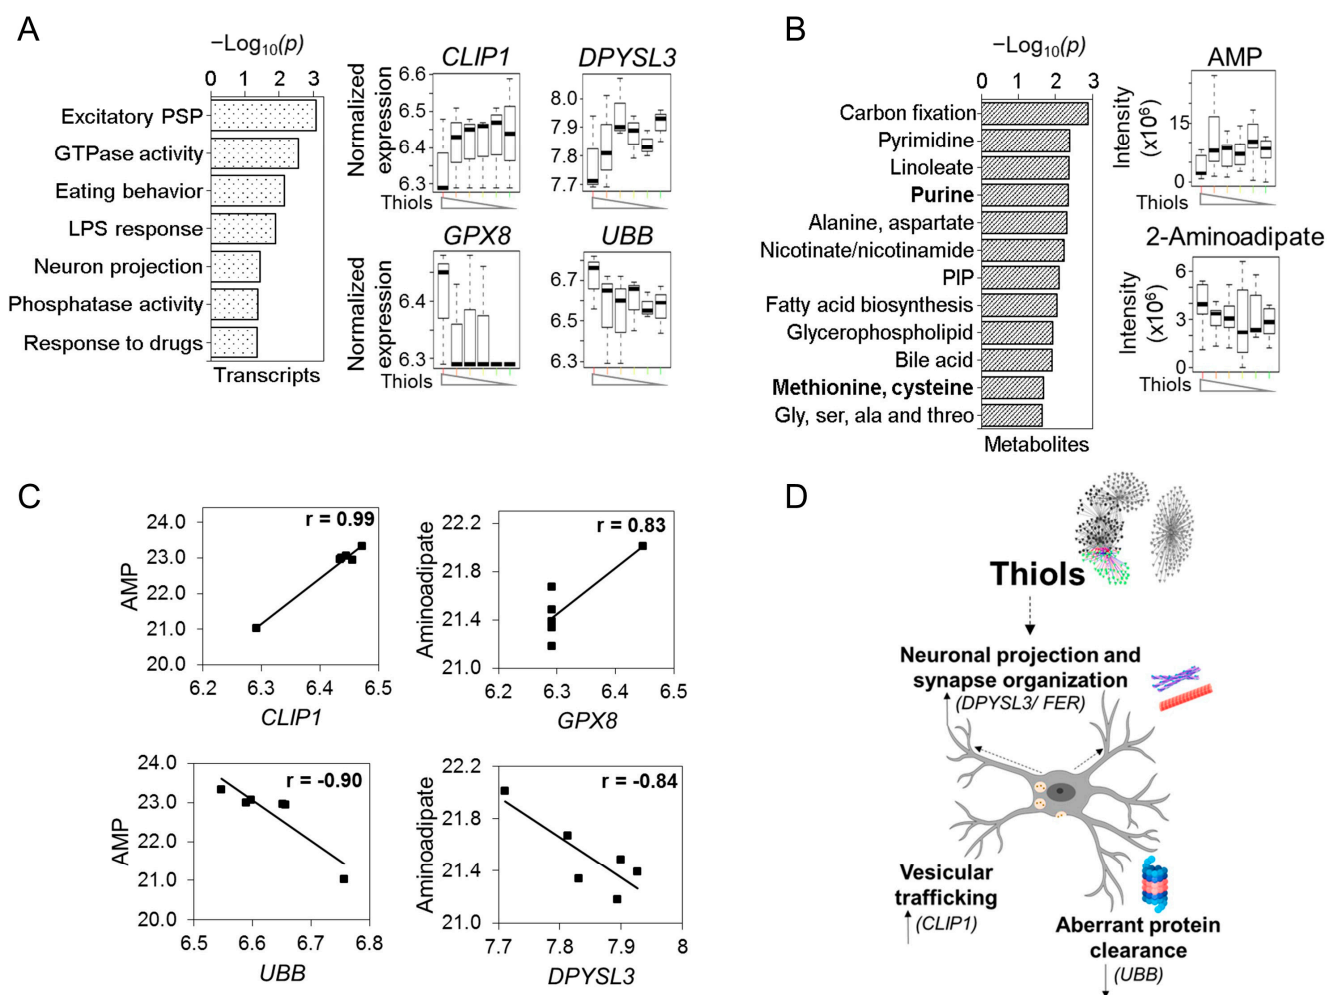 A
−Log10(p)
0 1 2 3
Excitatory PSP
GTPase activity
Eating behavior
LPS response
Neuron projection
Phosphatase activity
Response to drugs
Transcripts
CLIP1
Normalized
expression
6.6
6.5
6.4
6.3
Thiols
DPYSL3
8.0
7.9
7.8
7.7
GPX8
Normalized
expression
6.4
6.3
Thiols
UBB
6.7
6.5
6.3
B
−Log10(p)
0 1 2 3
Carbon fixation
Pyrimidine
Linoleate
Purine
Alanine, aspartate
Nicotinate/nicotinamide
PIP
Fatty acid biosynthesis
Glycerophospholipid
Bile acid
Methionine, cysteine
Gly, ser, ala and threo
Metabolites
AMP
Intensity
(x10⁶)
15
0
Thiols
2-Aminoadipate
Intensity
(x10⁶)
6
3
0
Thiols
C
r = 0.99
AMP
24.0
23.0
22.0
21.0
20.0
6.2 6.3 6.4 6.5
CLIP1
r = 0.83
Aminoadipate
22.2
21.8
21.4
21.0
6.2 6.3 6.4 6.5
GPX8
r = -0.90
AMP
24.0
23.0
22.0
21.0
20.0
6.5 6.6 6.7 6.8
UBB
r = -0.84
Aminoadipate
22.2
21.8
21.4
21.0
7.7 7.8 7.9 8
DPYSL3
D
Thiols
Neuronal projection and
synapse organization
(DPYSL3/ FER)
Vesicular
trafficking
(CLIP1)
Aberrant protein
clearance
(UBB)